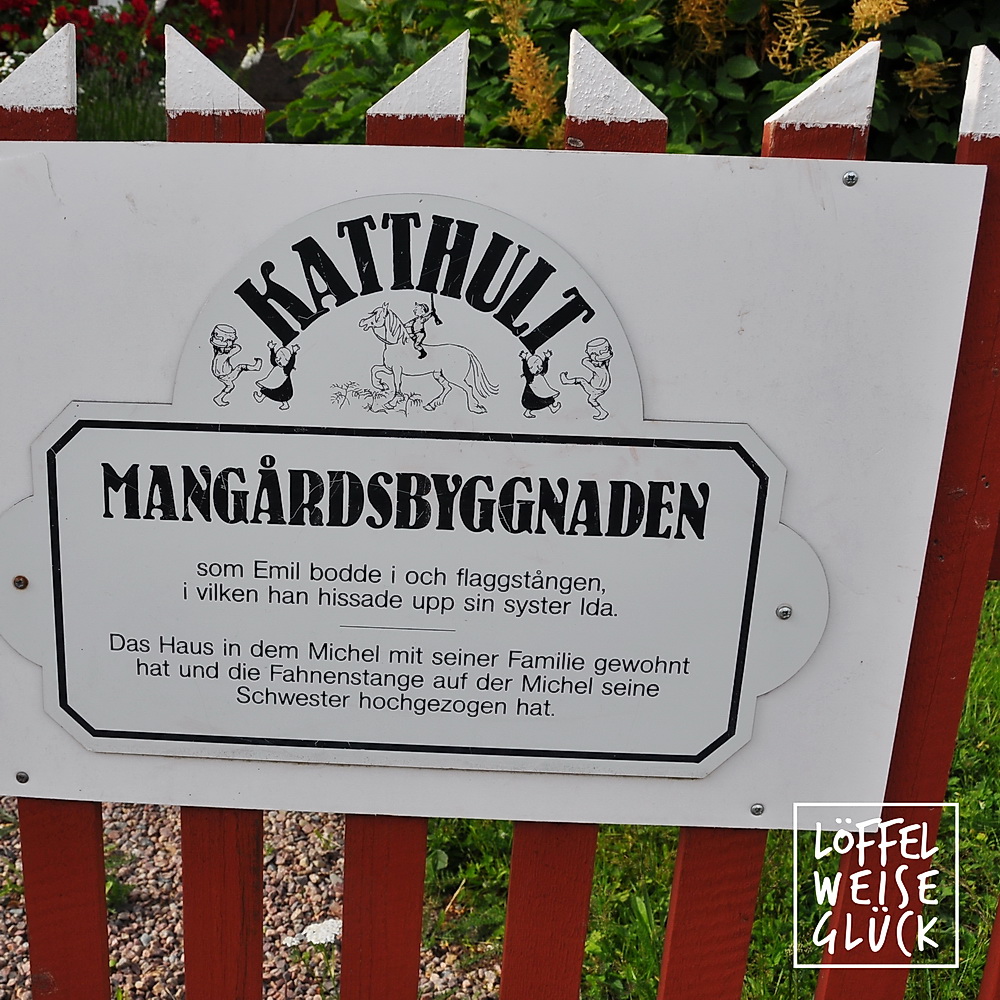 KATTHULT
MANGÅRDSBYGGNADEN
som Emil bodde i och flaggstången,
i vilken han hissade upp sin syster Ida.
Das Haus in dem Michel mit seiner Familie gewohnt
hat und die Fahnenstange auf der Michel seine
Schwester hochgezogen hat.
LÖFFEL
WEISE
GLÜCK